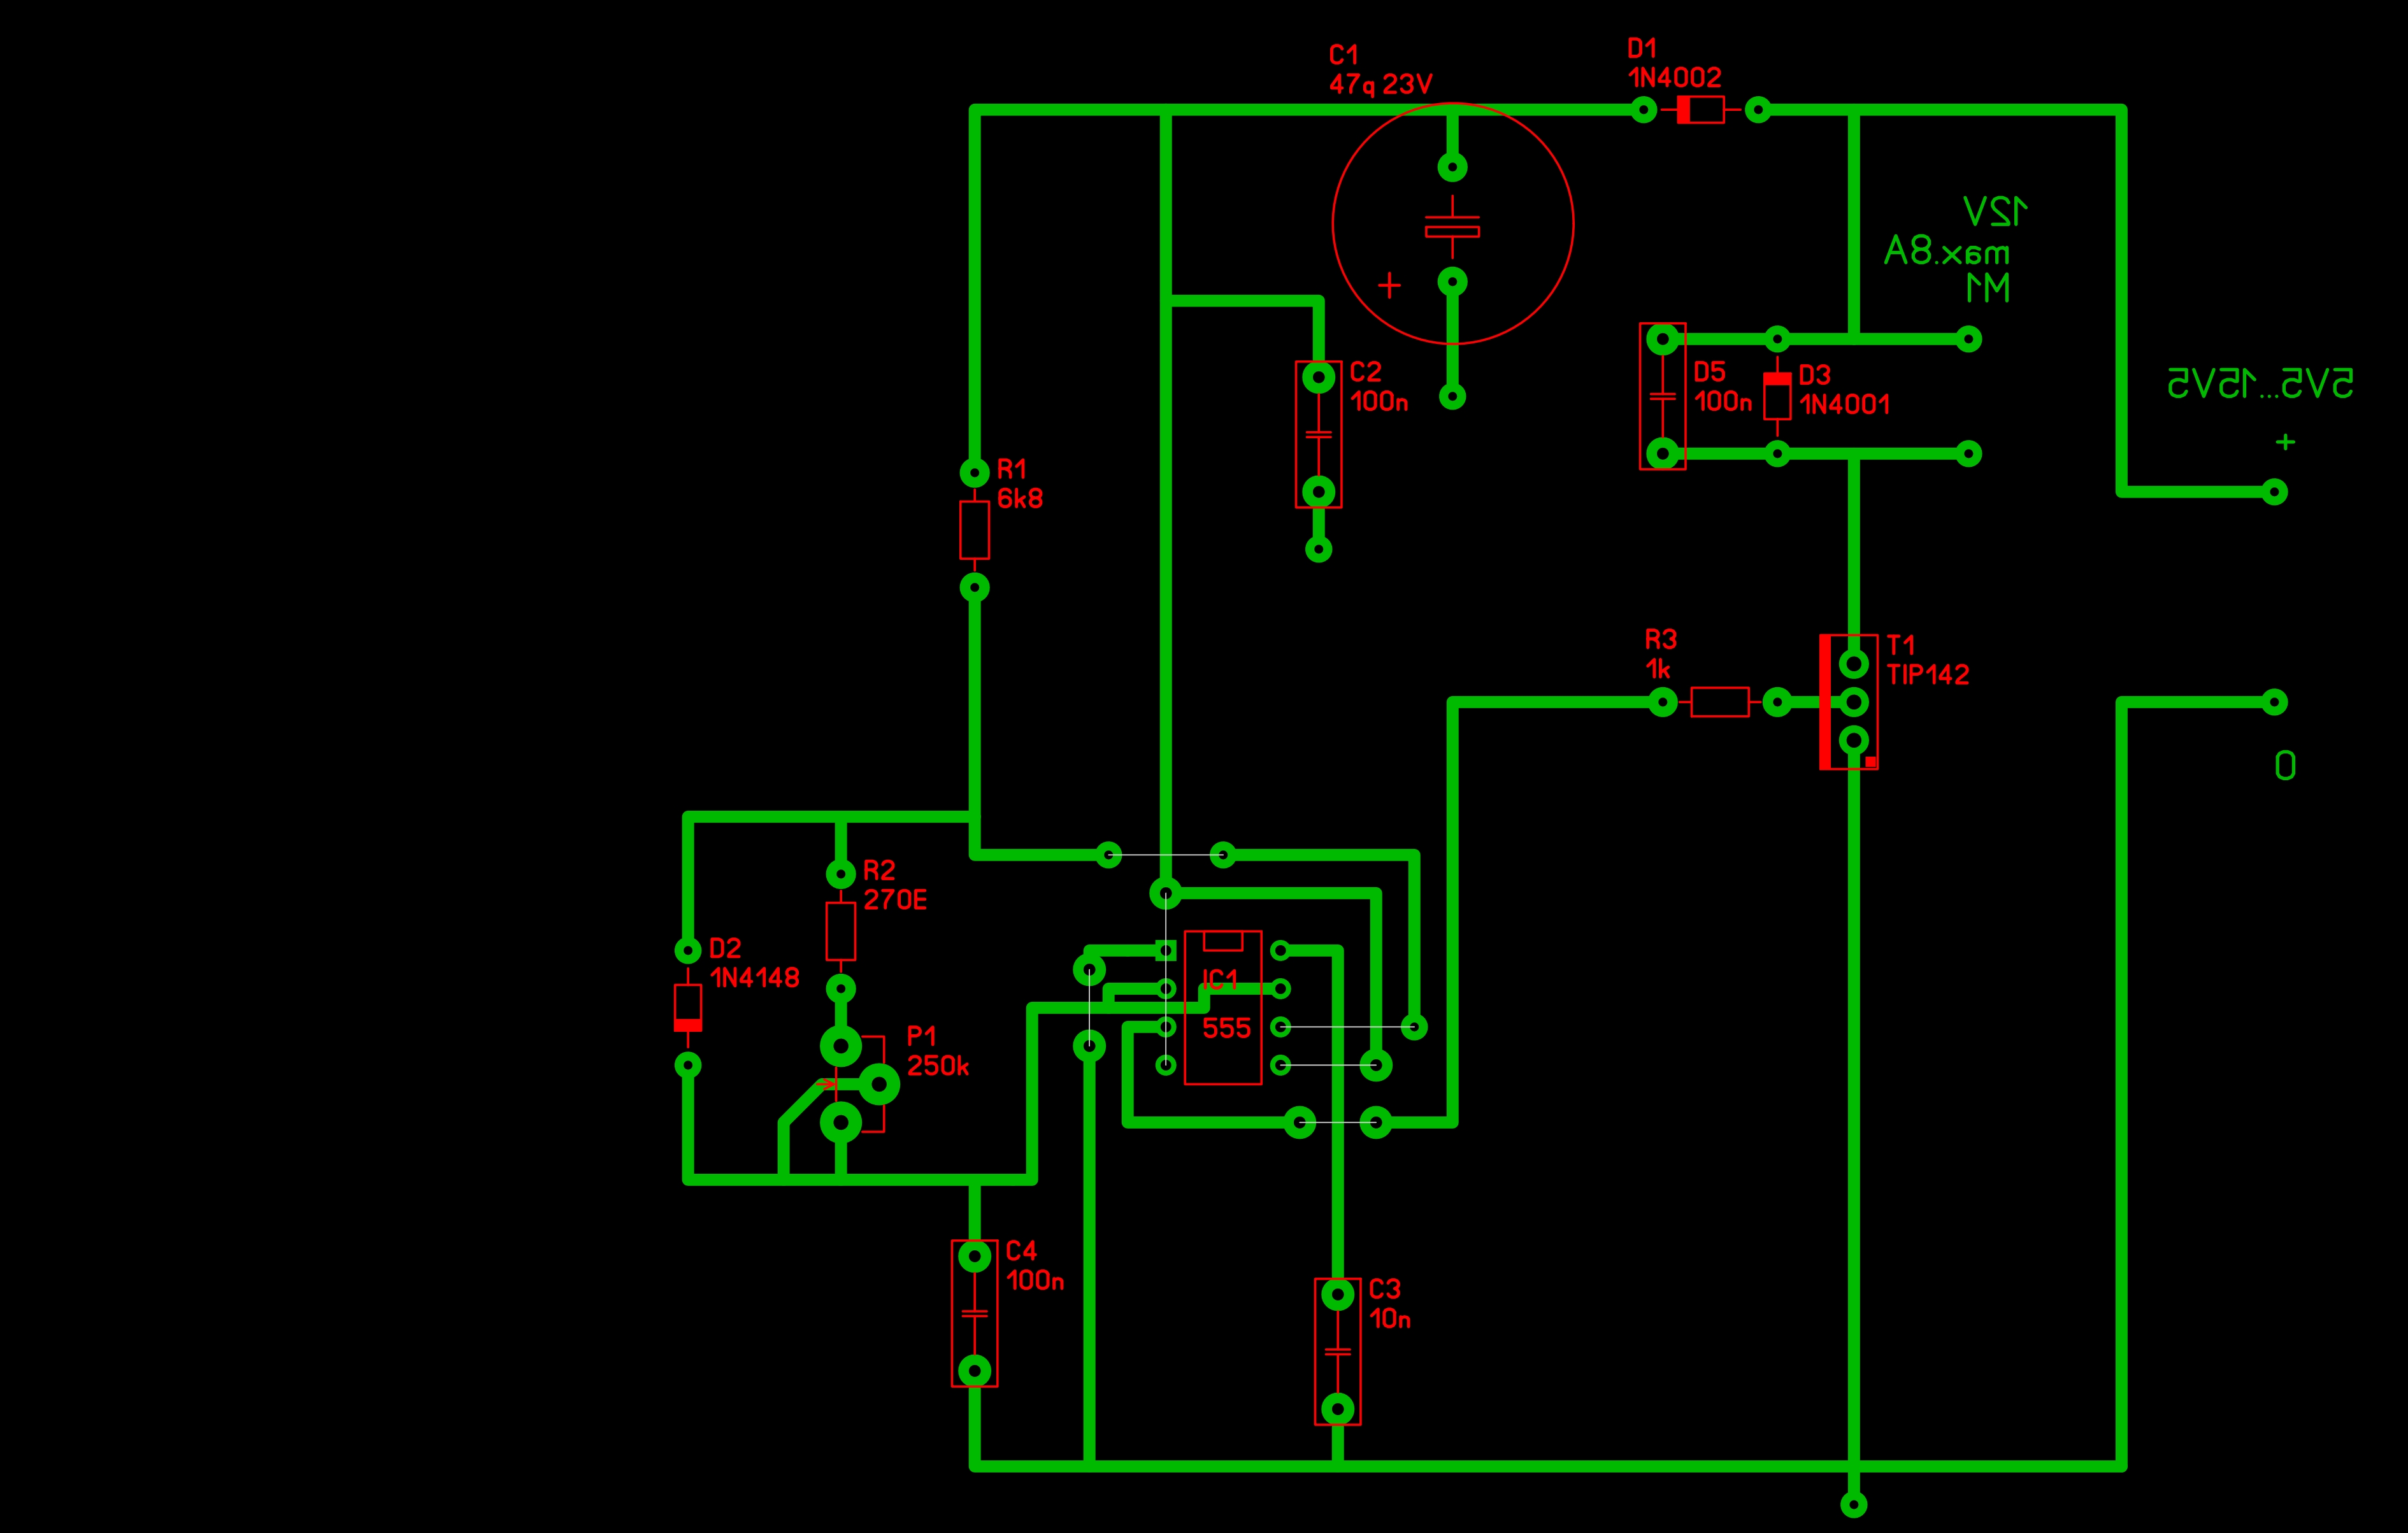 C1
47q 23V
D1
1N4002
12V
max.8A
M1
5V5...15V5
+
+
C2
100n
D5
100n
D3
1N4001
R1
6k8
R3
1k
T1
TIP142
0
R2
270E
D2
1N4148
IC1
555
P1
250k
C4
100n
C3
10n